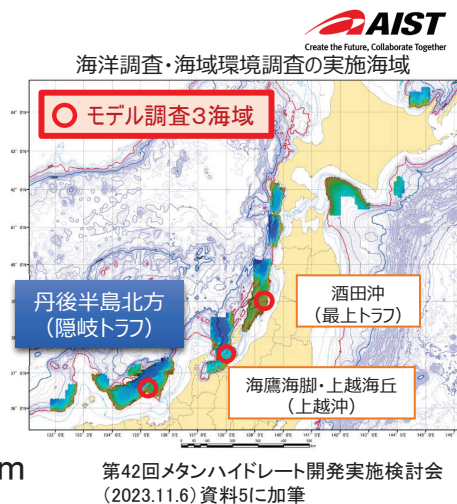 AIST
Create the Future, Collaborate Together
海洋調査・海域環境調査の実施海域
モデル調査3海域
丹後半島北方
（隠岐トラフ）
酒田沖
（最上トラフ）
海鷹海脚・上越海丘
（上越沖）
m
第42回メタンハイドレート開発実施検討会
（2023.11.6）資料5に加筆